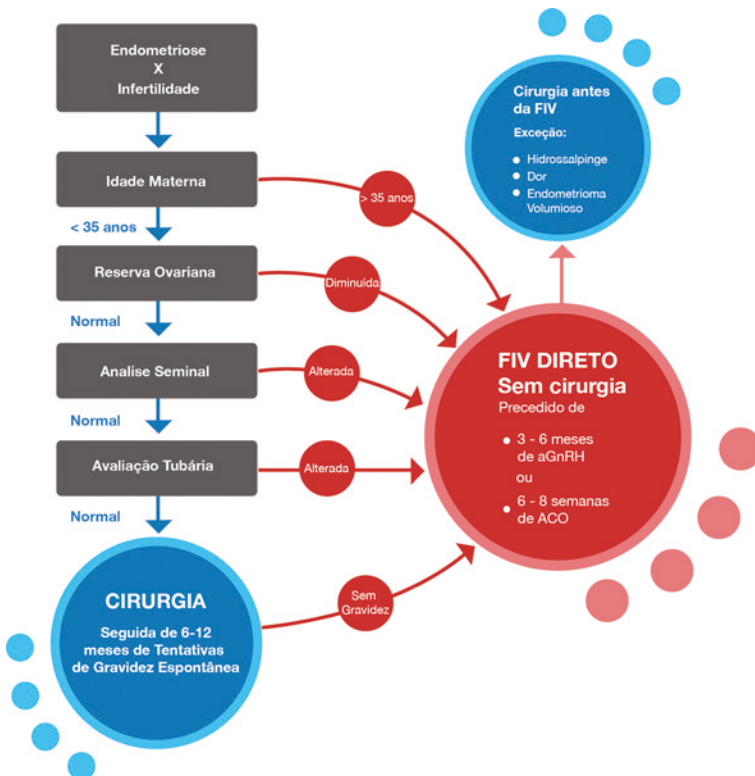 Endometriose
X
Infertilidade
Idade Materna
> 35 anos
< 35 anos
Reserva Ovariana
Diminuída
Normal
Analise Seminal
Alterada
Normal
Avaliação Tubária
Alterada
Normal
CIRURGIA
Seguida de 6-12
meses de Tentativas
de Gravidez Espontânea
Sem
Gravidez
FIV DIRETO
Sem cirurgia
Precedido de
3 - 6 meses
de aGnRH
ou
6 - 8 semanas
de ACO
Cirurgia antes
da FIV
Exceção:
Hidrossalpinge
Dor
Endometrioma
Volumioso